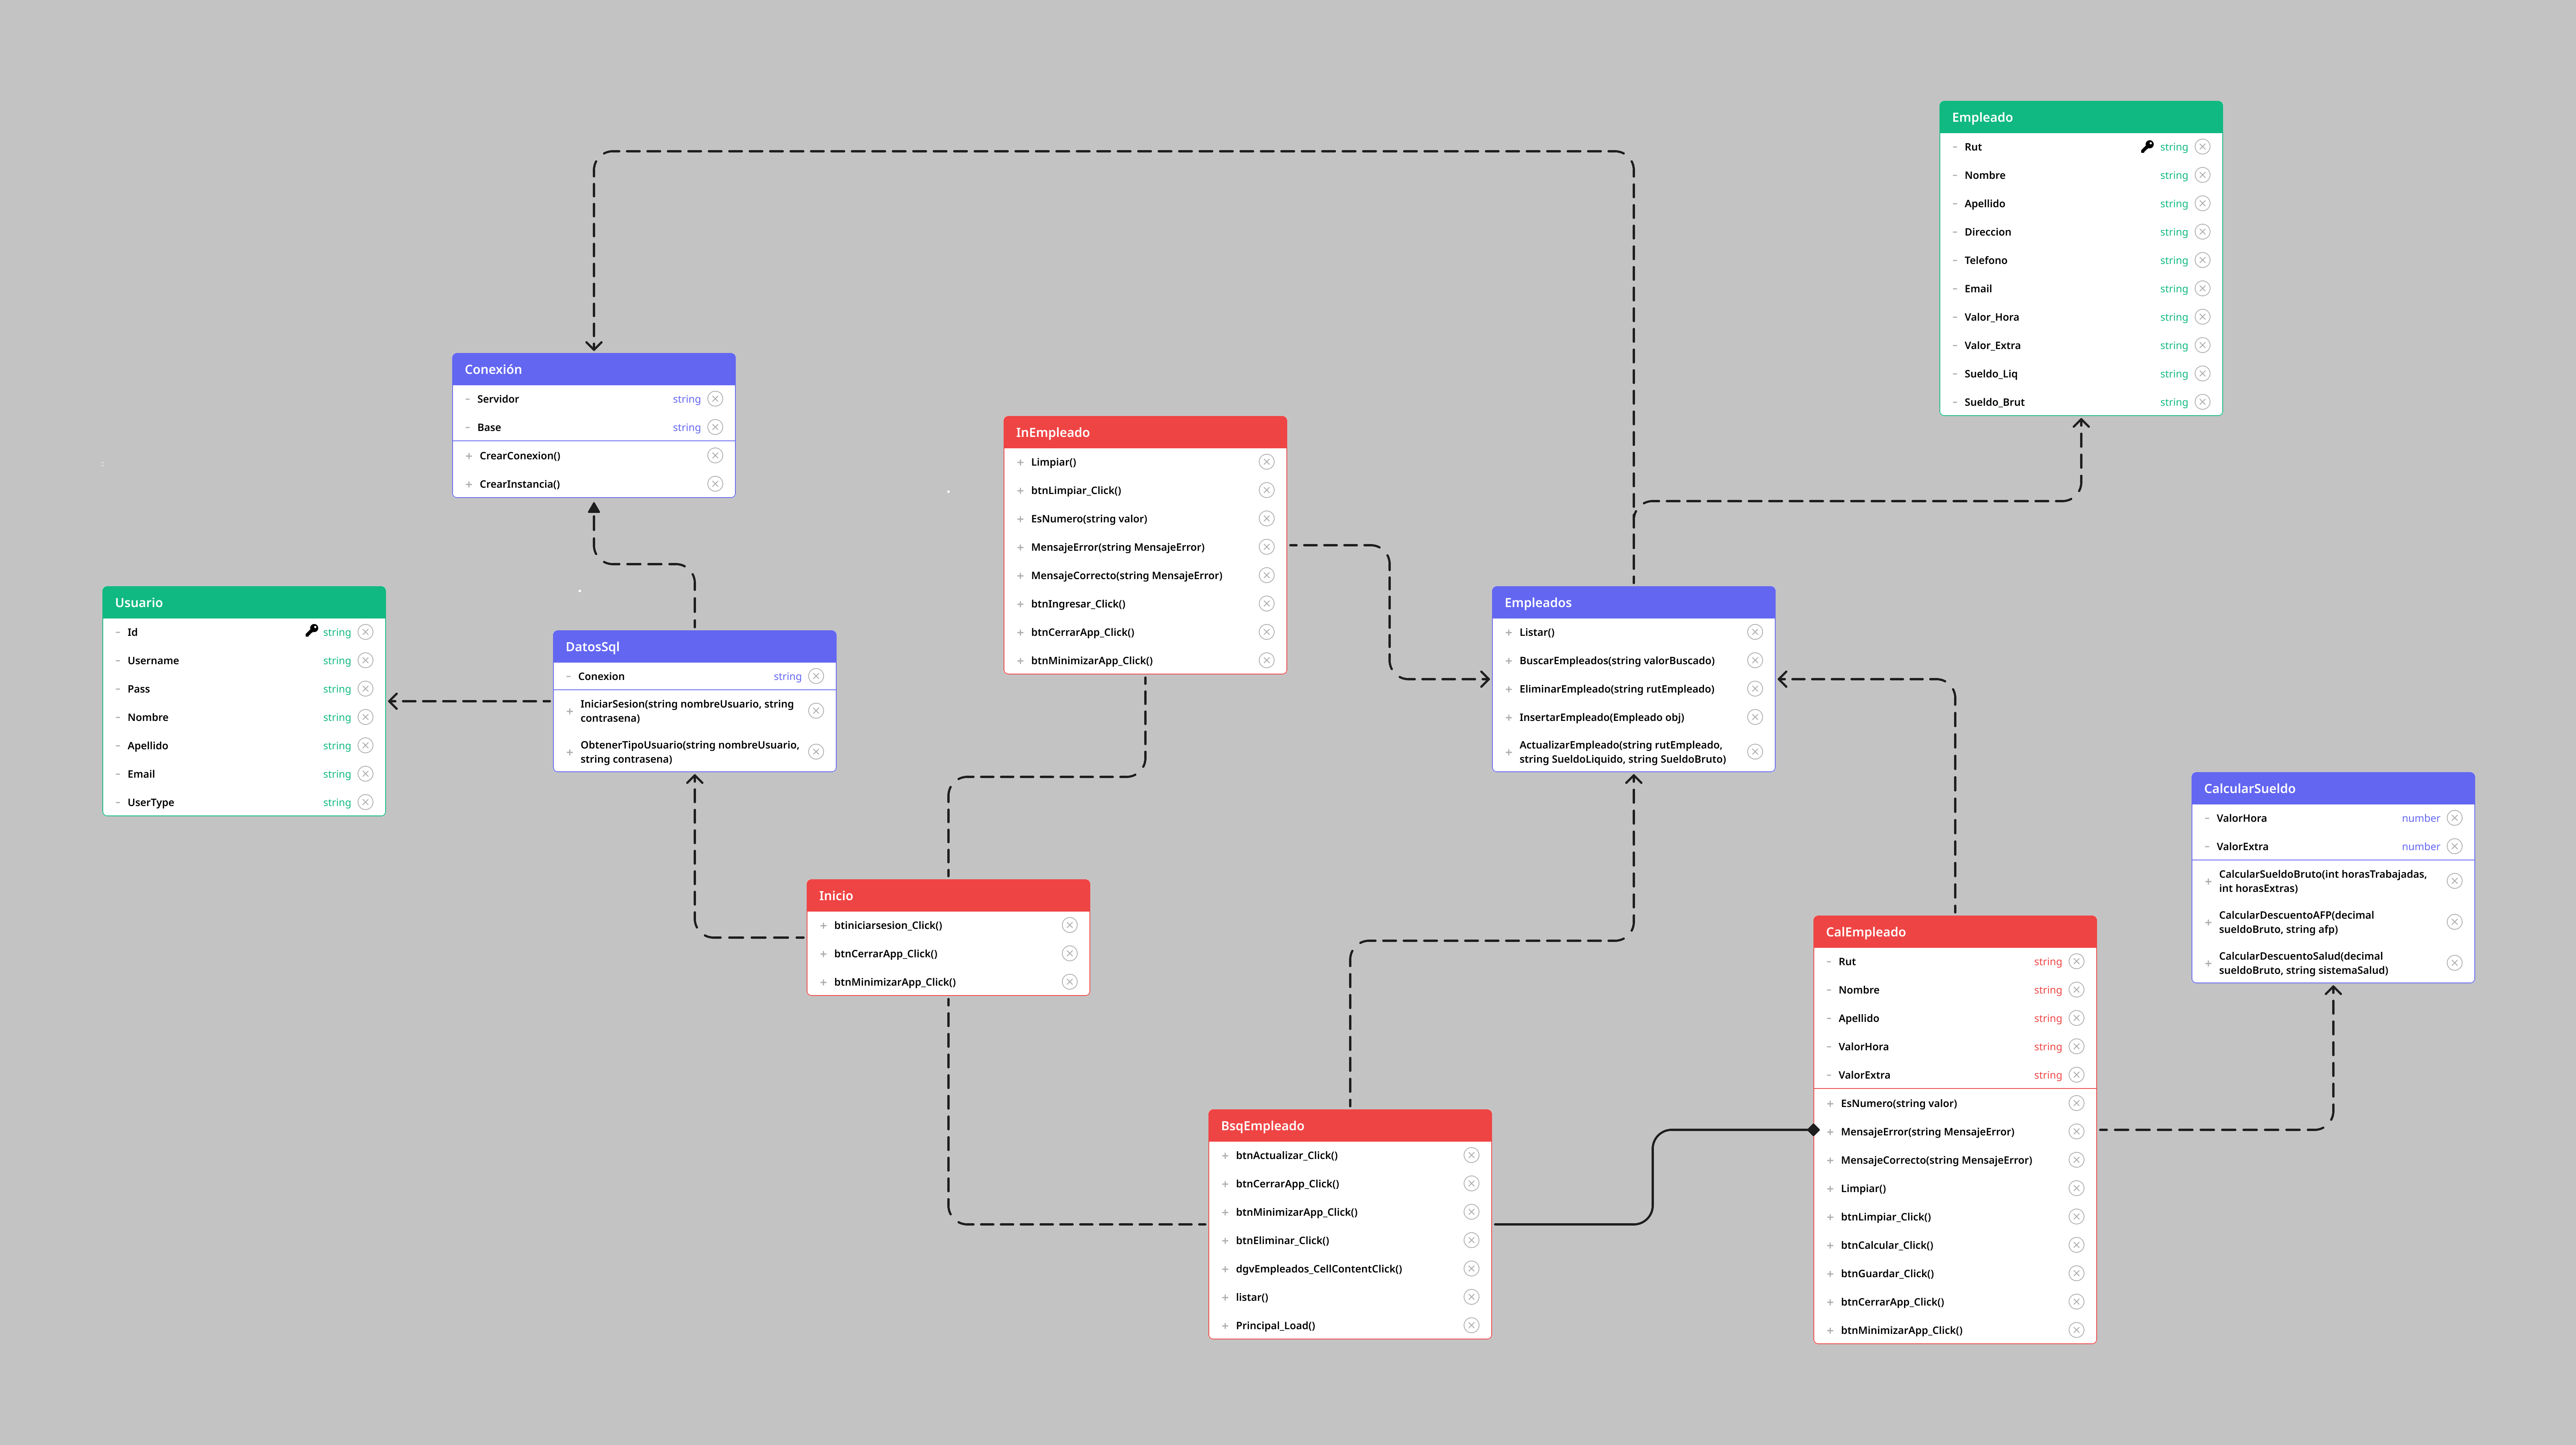 Empleado
- Rut string
- Nombre string
- Apellido string
- Direccion string
- Telefono string
- Email string
- Valor_Hora string
- Valor_Extra string
- Sueldo_Liq string
- Sueldo_Brut string
Conexión
- Servidor string
- Base string
+ CrearConexion()
+ CrearInstancia()
InEmpleado
+ Limpiar()
+ btnLimpiar_Click()
+ EsNumero(string valor)
+ MensajeError(string MensajeError)
+ MensajeCorrecto(string MensajeError)
+ btnIngresar_Click()
+ btnCerrarApp_Click()
+ btnMinimizarApp_Click()
Usuario
- Id string
- Username string
- Pass string
- Nombre string
- Apellido string
- Email string
- UserType string
DatosSql
- Conexion string
+ IniciarSesion(string nombreUsuario, string
contrasena)
+ ObtenerTipoUsuario(string nombreUsuario,
string contrasena)
Empleados
+ Listar()
+ BuscarEmpleados(string valorBuscado)
+ EliminarEmpleado(string rutEmpleado)
+ InsertarEmpleado(Empleado obj)
+ ActualizarEmpleado(string rutEmpleado,
string SueldoLiquido, string SueldoBruto)
CalcularSueldo
- ValorHora number
- ValorExtra number
+ CalcularSueldoBruto(int horasTrabajadas,
int horasExtras)
+ CalcularDescuentoAFP(decimal
sueldoBruto, string afp)
+ CalcularDescuentoSalud(decimal
sueldoBruto, string sistemaSalud)
Inicio
+ btiniciarsesion_Click()
+ btnCerrarApp_Click()
+ btnMinimizarApp_Click()
CalEmpleado
- Rut string
- Nombre string
- Apellido string
- ValorHora string
- ValorExtra string
+ EsNumero(string valor)
+ MensajeError(string MensajeError)
+ MensajeCorrecto(string MensajeError)
+ Limpiar()
+ btnLimpiar_Click()
+ btnCalcular_Click()
+ btnGuardar_Click()
+ btnCerrarApp_Click()
+ btnMinimizarApp_Click()
BsqEmpleado
+ btnActualizar_Click()
+ btnCerrarApp_Click()
+ btnMinimizarApp_Click()
+ btnEliminar_Click()
+ dgvEmpleados_CellContentClick()
+ listar()
+ Principal_Load()